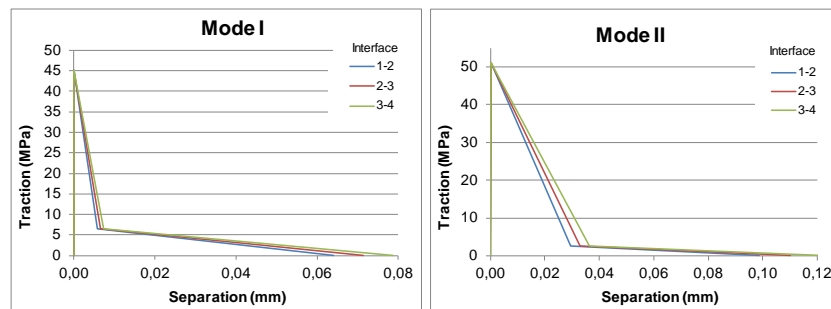 Mode I
Interface
1-2
2-3
3-4
Traction (MPa)
50
45
40
35
30
25
20
15
10
5
0
0,00 0,02 0,04 0,06 0,08
Separation (mm)
Mode II
Interface
1-2
2-3
3-4
Traction (MPa)
50
40
30
20
10
0
0,00 0,02 0,04 0,06 0,08 0,10 0,12
Separation (mm)